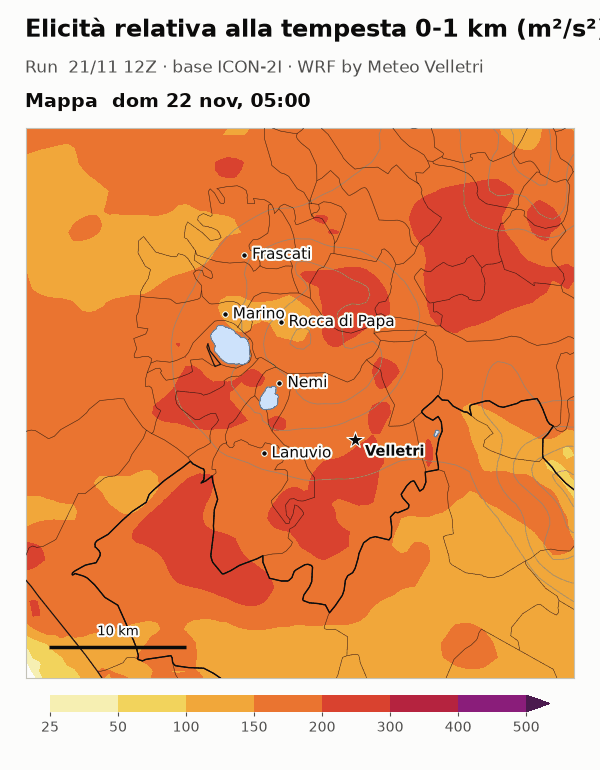 Elicità relativa alla tempesta 0-1 km (m²/s²)
Run 21/11 12Z · base ICON-2I · WRF by Meteo Velletri
Mappa dom 22 nov, 05:00
Frascati
Marino
Rocca di Papa
Nemi
Velletri
Lanuvio
10 km
25 50 100 150 200 300 400 500